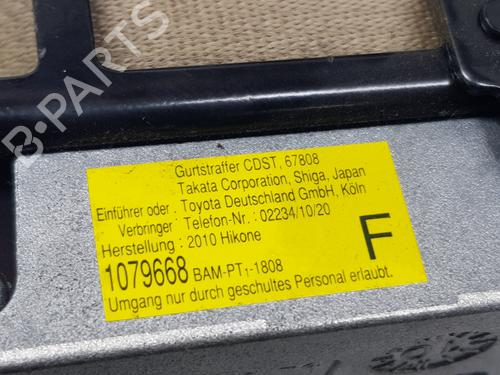 B-PARTS
Gurtstraffer CDST, 67808
Takata Corporation, Shiga, Japan
Einführer oder : Toyota Deutschland GmbH, Köln
Verbringer : Telefon-Nr. : 02234/10/20
Herstellung : 2010 Hikone
F
1079668 BAM-PT1-1808
Umgang nur durch geschultes Personal erlaubt.